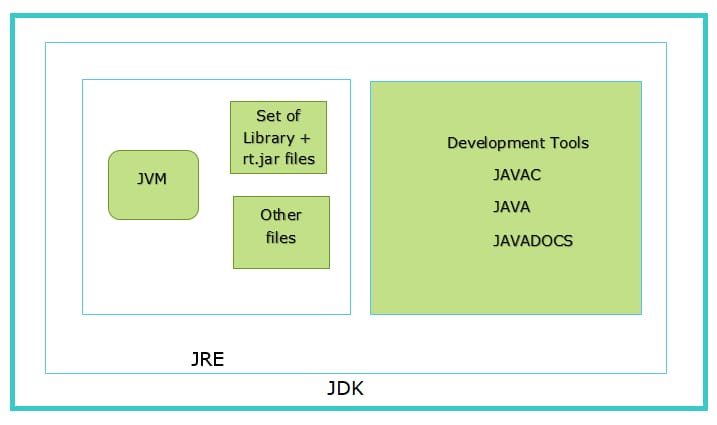 JVM
Set of
Library +
rt.jar files
Other
files
Development Tools
JAVAC
JAVA
JAVADOCS
JRE
JDK